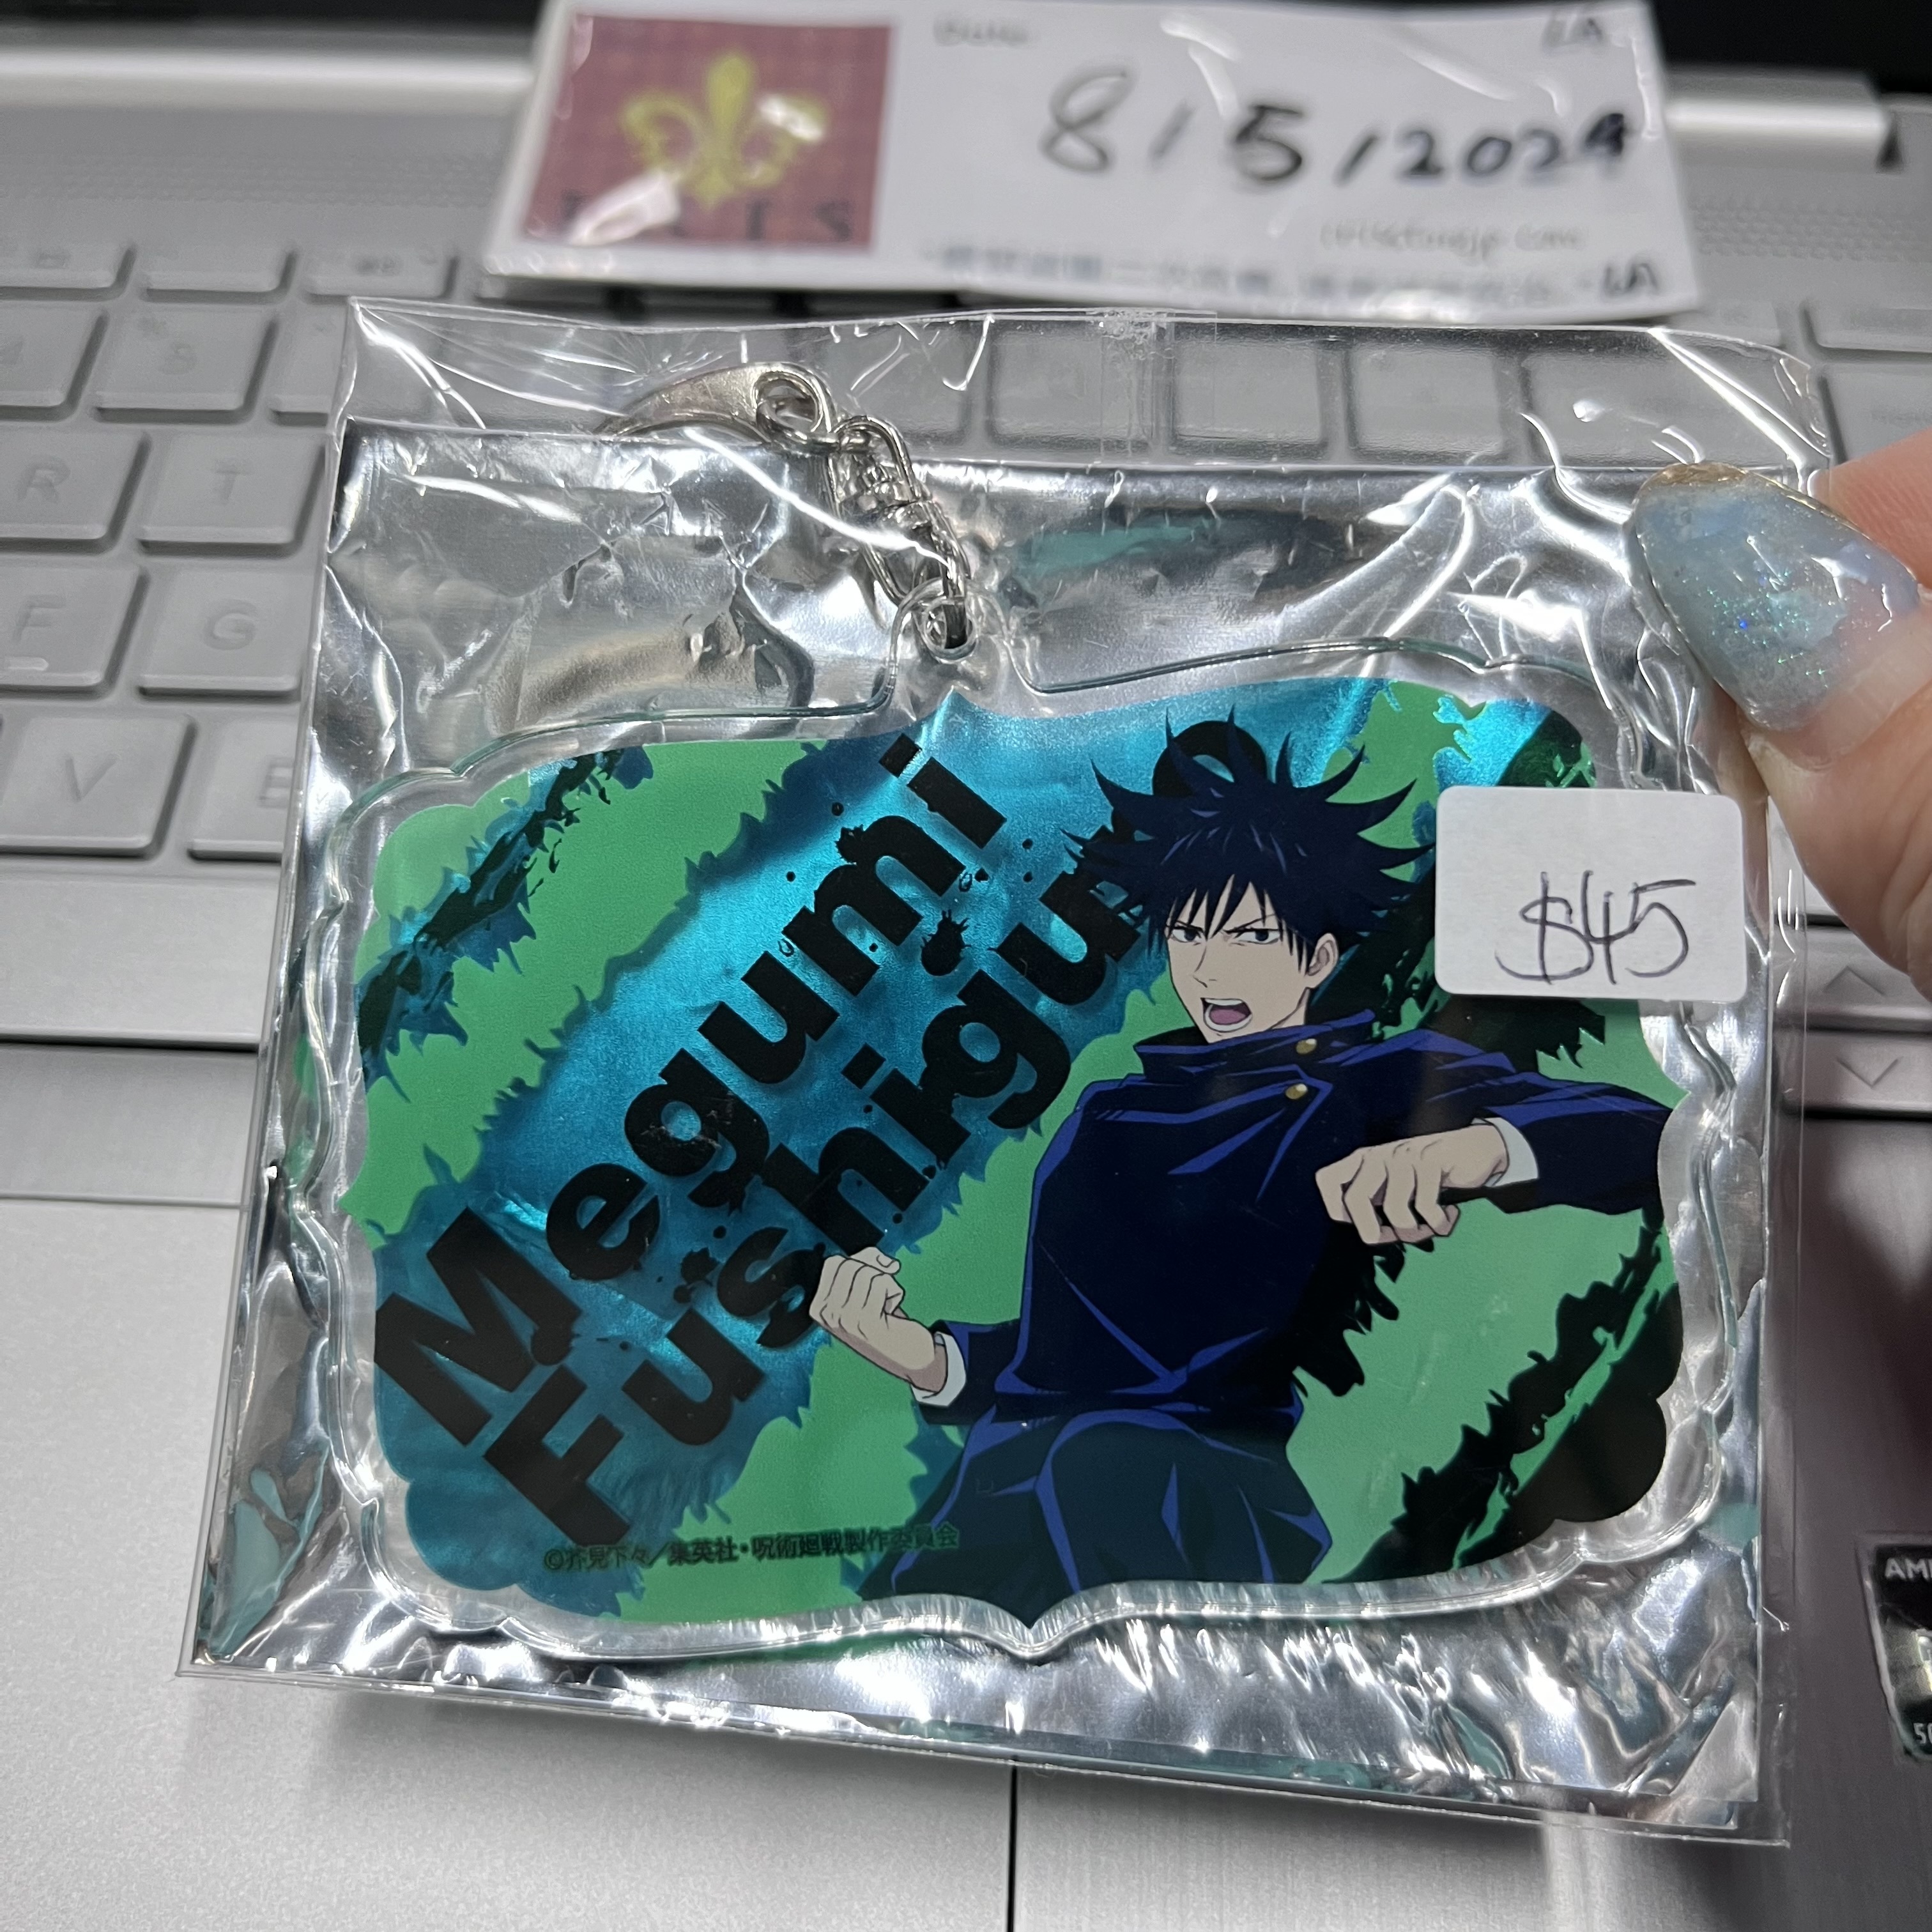 8/5/2024
IRIS
$45
Megumi
Fushiguro
©芥見下々／集英社・呪術廻戦製作委員会
R
T
F
G
V
B